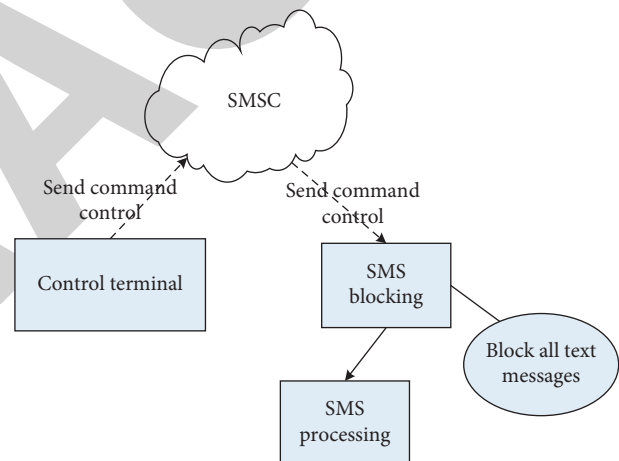 SMSC
Send command
control
Send command
control
Control terminal
SMS
blocking
Block all text
messages
SMS
processing